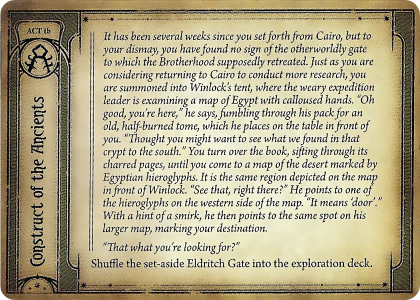 ACT 1b
Construct of the Ancients
It has been several weeks since you set forth from Cairo, but to
your dismay, you have found no sign of the otherworldly gate
to which the Brotherhood supposedly retreated. Just as you are
considering returning to Cairo to conduct more research, you
are summoned into Winlock's tent, where the weary expedition
leader is examining a map of Egypt with calloused hands. “Oh
good, you're here,” he says, fumbling through his pack for an
old, half-burned tome, which he places on the table in front of
you. “Thought you might want to see what we found in that
crypt to the south.” You turn over the book, sifting through its
charred pages, until you come to a map of the desert marked by
Egyptian hieroglyphs. It is the same region depicted on the map
in front of Winlock. “See that, right there?” He points to one of
the hieroglyphs on the western side of the map. “It means ‘door’.”
With a hint of a smirk, he then points to the same spot on his
larger map, marking your destination.
“That what you're looking for?”
Shuffle the set-aside Eldritch Gate into the exploration deck.